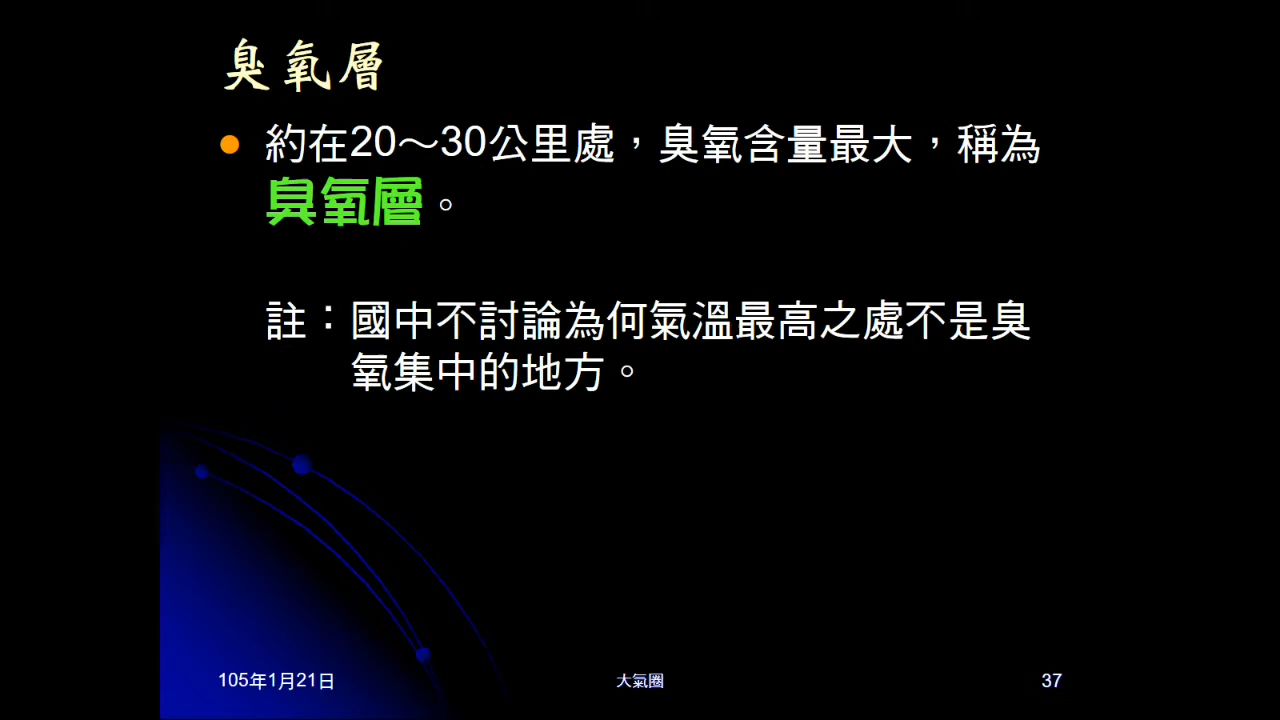 臭氧層
約在20～30公里處，臭氧含量最大，稱為
臭氧層。
註：國中不討論為何氣溫最高之處不是臭
氧集中的地方。
105年1月21日
大氣圈
37